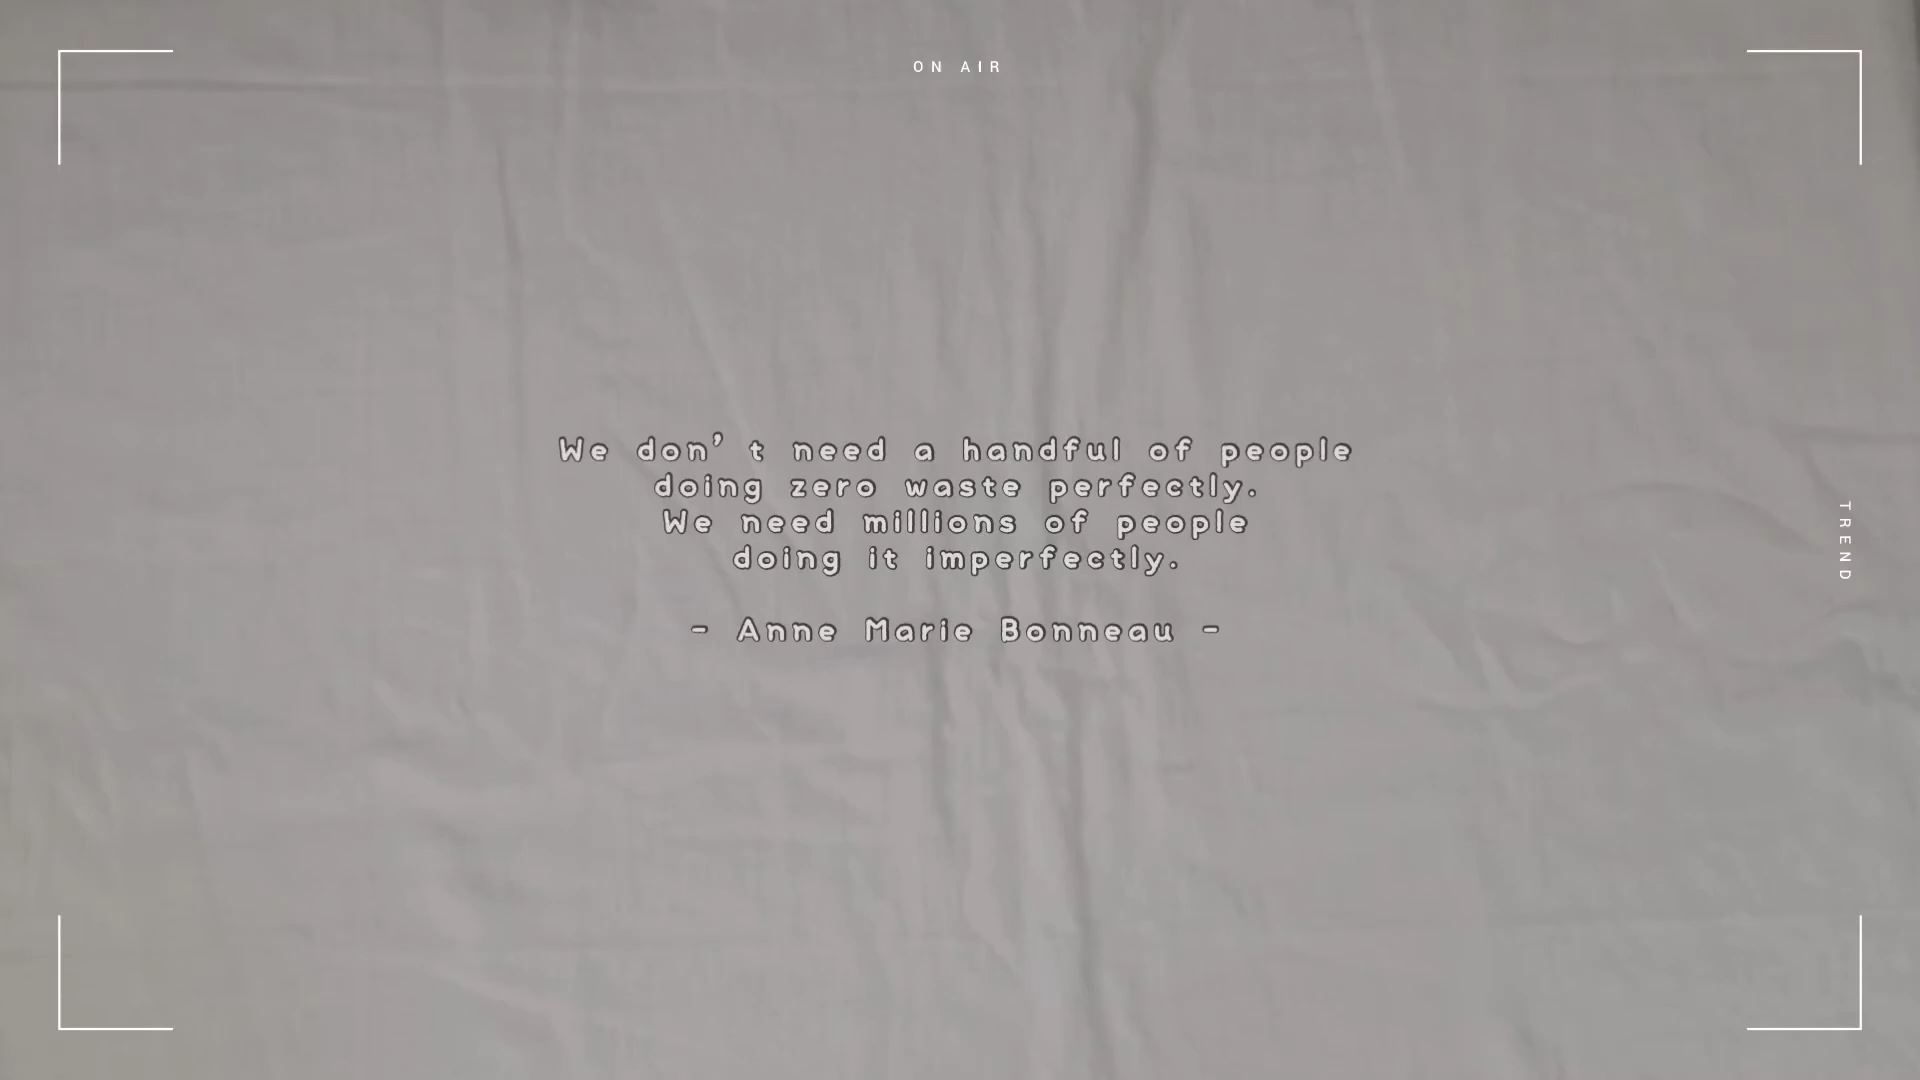 ON AIR
We don’t need a handful of people
doing zero waste perfectly.
We need millions of people
doing it imperfectly.
- Anne Marie Bonneau -
TREND